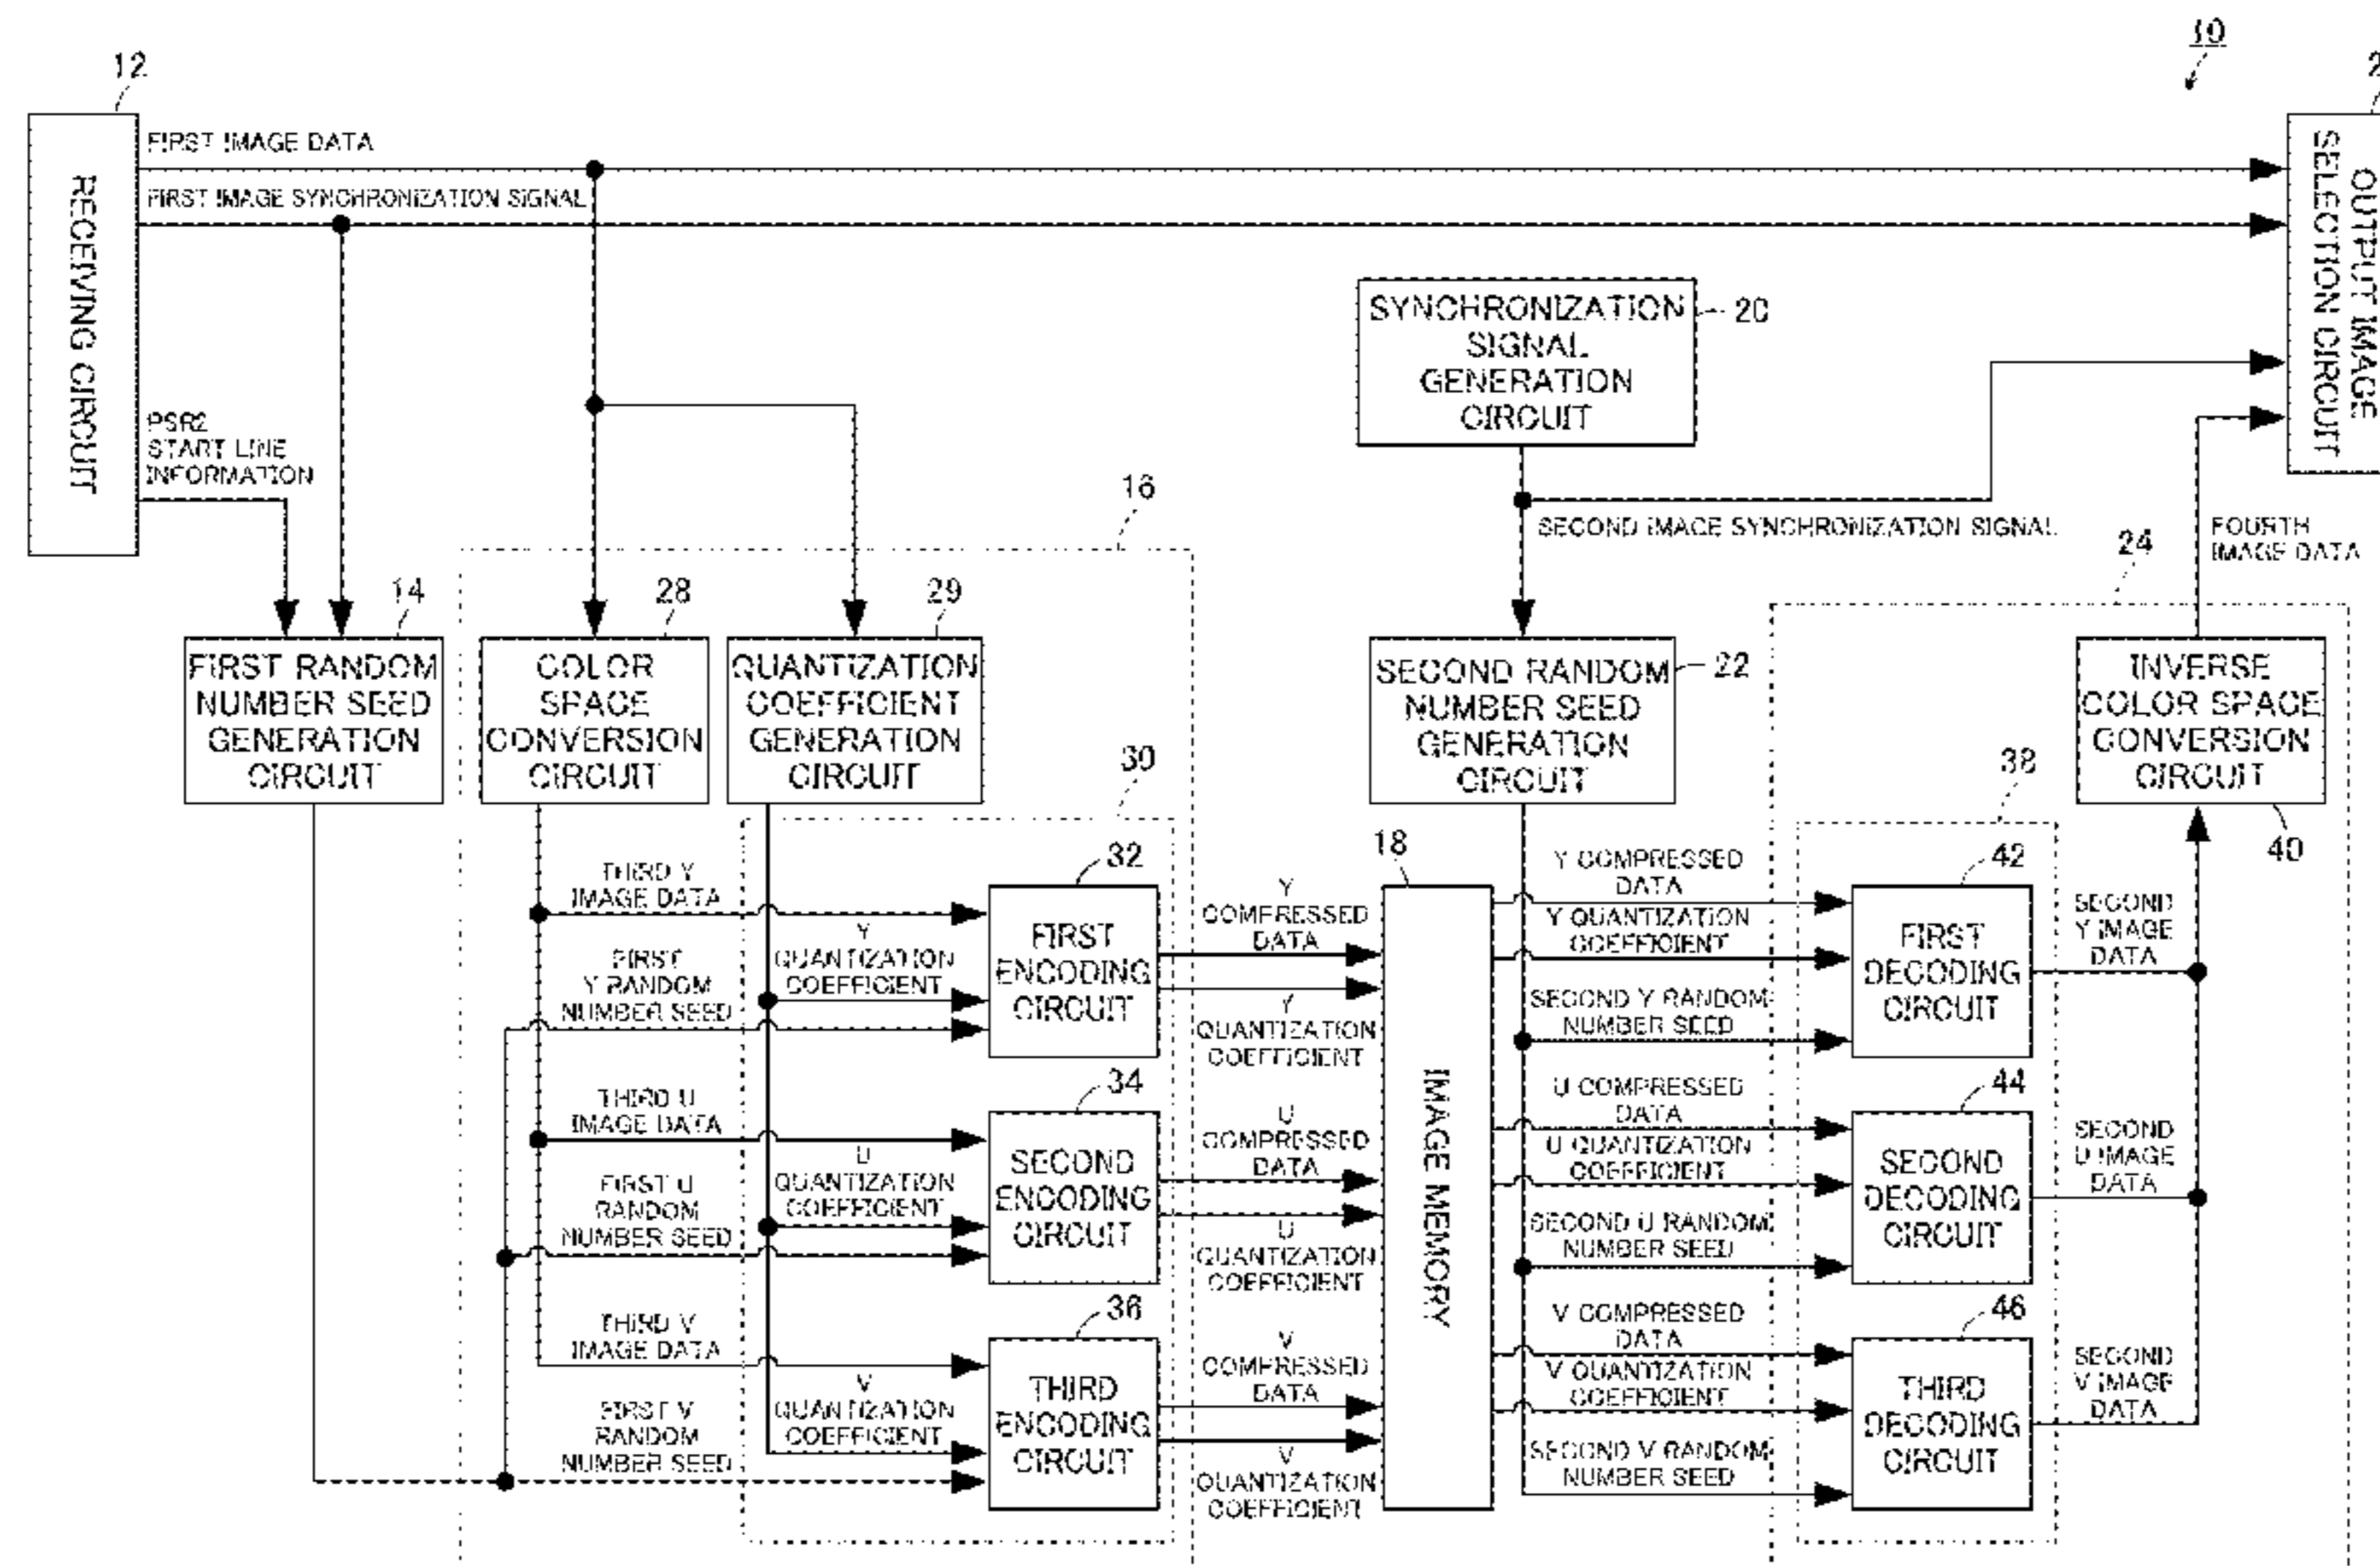 10
12
FIRST IMAGE DATA
FIRST IMAGE SYNCHRONIZATION SIGNAL
RECEIVING CIRCUIT
PSR2
START LINE
INFORMATION
OUTPUT IMAGE
SELECTION CIRCUIT
SYNCHRONIZATION
SIGNAL
GENERATION
CIRCUIT
20
SECOND IMAGE SYNCHRONIZATION SIGNAL
FOURTH
IMAGE DATA
16
24
14
FIRST RANDOM
NUMBER SEED
GENERATION
CIRCUIT
28
COLOR
SPACE
CONVERSION
CIRCUIT
29
QUANTIZATION
COEFFICIENT
GENERATION
CIRCUIT
SECOND RANDOM
NUMBER SEED
GENERATION
CIRCUIT
22
INVERSE
COLOR SPACE
CONVERSION
CIRCUIT
40
30
38
THIRD Y
IMAGE DATA
FIRST
Y RANDOM
NUMBER SEED
Y
QUANTIZATION
COEFFICIENT
32
FIRST
ENCODING
CIRCUIT
Y
COMPRESSED
DATA
Y
QUANTIZATION
COEFFICIENT
18
IMAGE MEMORY
Y COMPRESSED
DATA
Y QUANTIZATION
COEFFICIENT
SECOND Y RANDOM
NUMBER SEED
42
FIRST
DECODING
CIRCUIT
SECOND
Y IMAGE
DATA
THIRD U
IMAGE DATA
FIRST U
RANDOM
NUMBER SEED
U
QUANTIZATION
COEFFICIENT
34
SECOND
ENCODING
CIRCUIT
U
COMPRESSED
DATA
U
QUANTIZATION
COEFFICIENT
U COMPRESSED
DATA
U QUANTIZATION
COEFFICIENT
SECOND U RANDOM
NUMBER SEED
44
SECOND
DECODING
CIRCUIT
SECOND
U IMAGE
DATA
THIRD V
IMAGE DATA
FIRST V
RANDOM
NUMBER SEED
V
QUANTIZATION
COEFFICIENT
36
THIRD
ENCODING
CIRCUIT
V
COMPRESSED
DATA
V
QUANTIZATION
COEFFICIENT
V COMPRESSED
DATA
V QUANTIZATION
COEFFICIENT
SECOND V RANDOM
NUMBER SEED
46
THIRD
DECODING
CIRCUIT
SECOND
V IMAGE
DATA